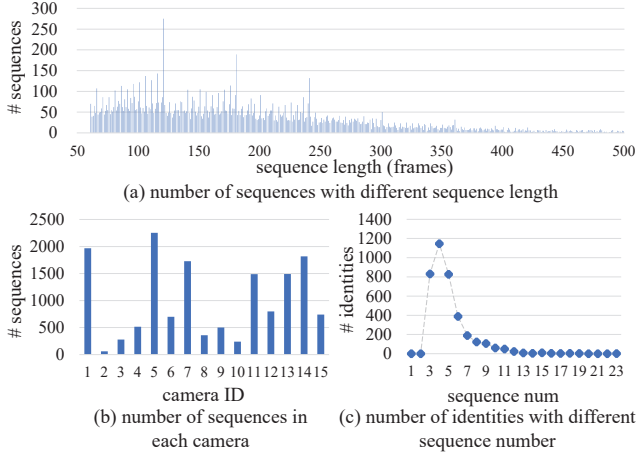 # sequences
300
250
200
150
100
50
0
50 100 150 200 250 300 350 400 450 500
sequence length (frames)
(a) number of sequences with different sequence length
# sequences
2500
2000
1500
1000
500
0
1 2 3 4 5 6 7 8 9 10 11 12 13 14 15
camera ID
(b) number of sequences in
each camera
# identities
1400
1200
1000
800
600
400
200
0
1 3 5 7 9 11 13 15 17 19 21 23
sequence num
(c) number of identities with different
sequence number